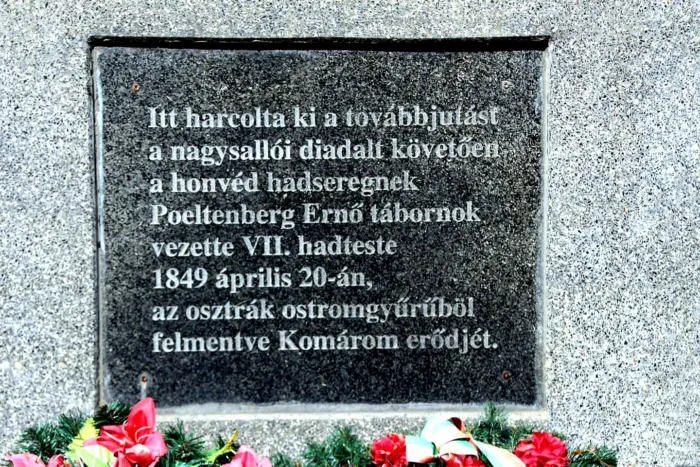 Itt harcolta ki a továbbjutást
a nagysallói diadalt követően
a honvéd hadseregnek
Poeltenberg Ernő tábornok
vezette VII. hadteste
1849 április 20-án,
az osztrák ostromgyűrűböl
felmentve Komárom erődjét.